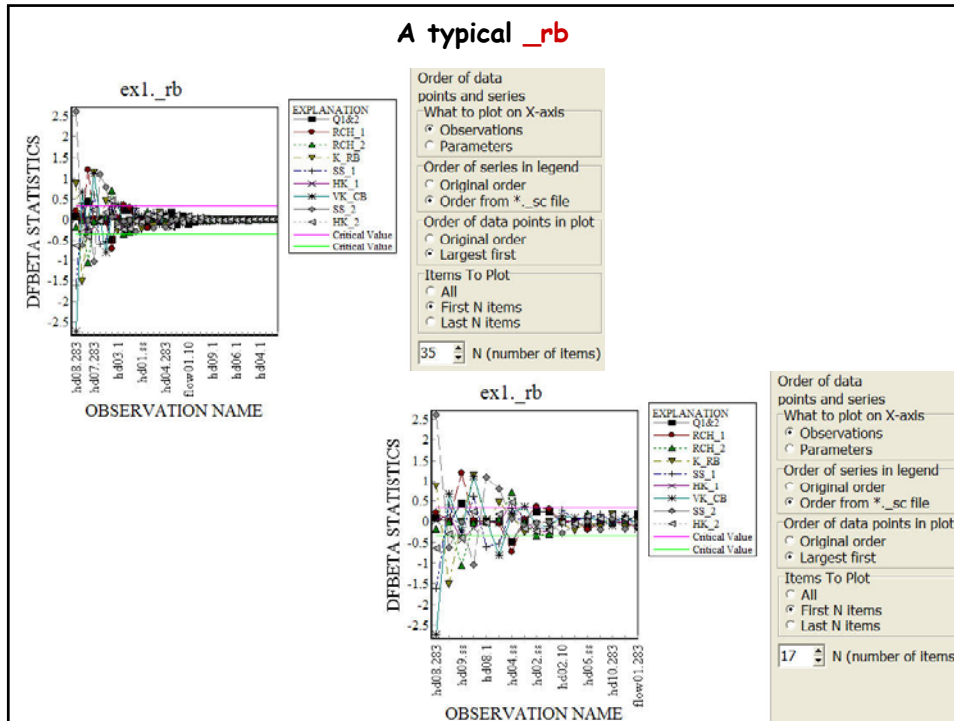 A typical _rb
ex1._rb
DFBETA STATISTICS
2.5
2
1.5
1
0.5
0
-0.5
-1
-1.5
-2
-2.5
hd08.283
hd07.283
hd03.1
hd01.ss
hd04.283
flow01.10
hd09.1
hd06.1
hd04.1
OBSERVATION NAME
EXPLANATION
Q1&2
RCH_1
RCH_2
K_RB
SS_1
HK_1
VK_CB
SS_2
HK_2
Critical Value
Critical Value
Order of data
points and series
What to plot on X-axis
Observations
Parameters
Order of series in legend
Original order
Order from *._sc file
Order of data points in plot
Original order
Largest first
Items To Plot
All
First N items
Last N items
35 N (number of items)
ex1._rb
DFBETA STATISTICS
2.5
2
1.5
1
0.5
0
-0.5
-1
-1.5
-2
-2.5
hd08.283
hd09.ss
hd08.1
hd04.ss
hd02.ss
hd02.10
hd06.ss
hd10.283
flow01.283
OBSERVATION NAME
EXPLANATION
Q1&2
RCH_1
RCH_2
K_RB
SS_1
HK_1
VK_CB
SS_2
HK_2
Critical Value
Critical Value
Order of data
points and series
What to plot on X-axis
Observations
Parameters
Order of series in legend
Original order
Order from *._sc file
Order of data points in plot
Original order
Largest first
Items To Plot
All
First N items
Last N items
17 N (number of items